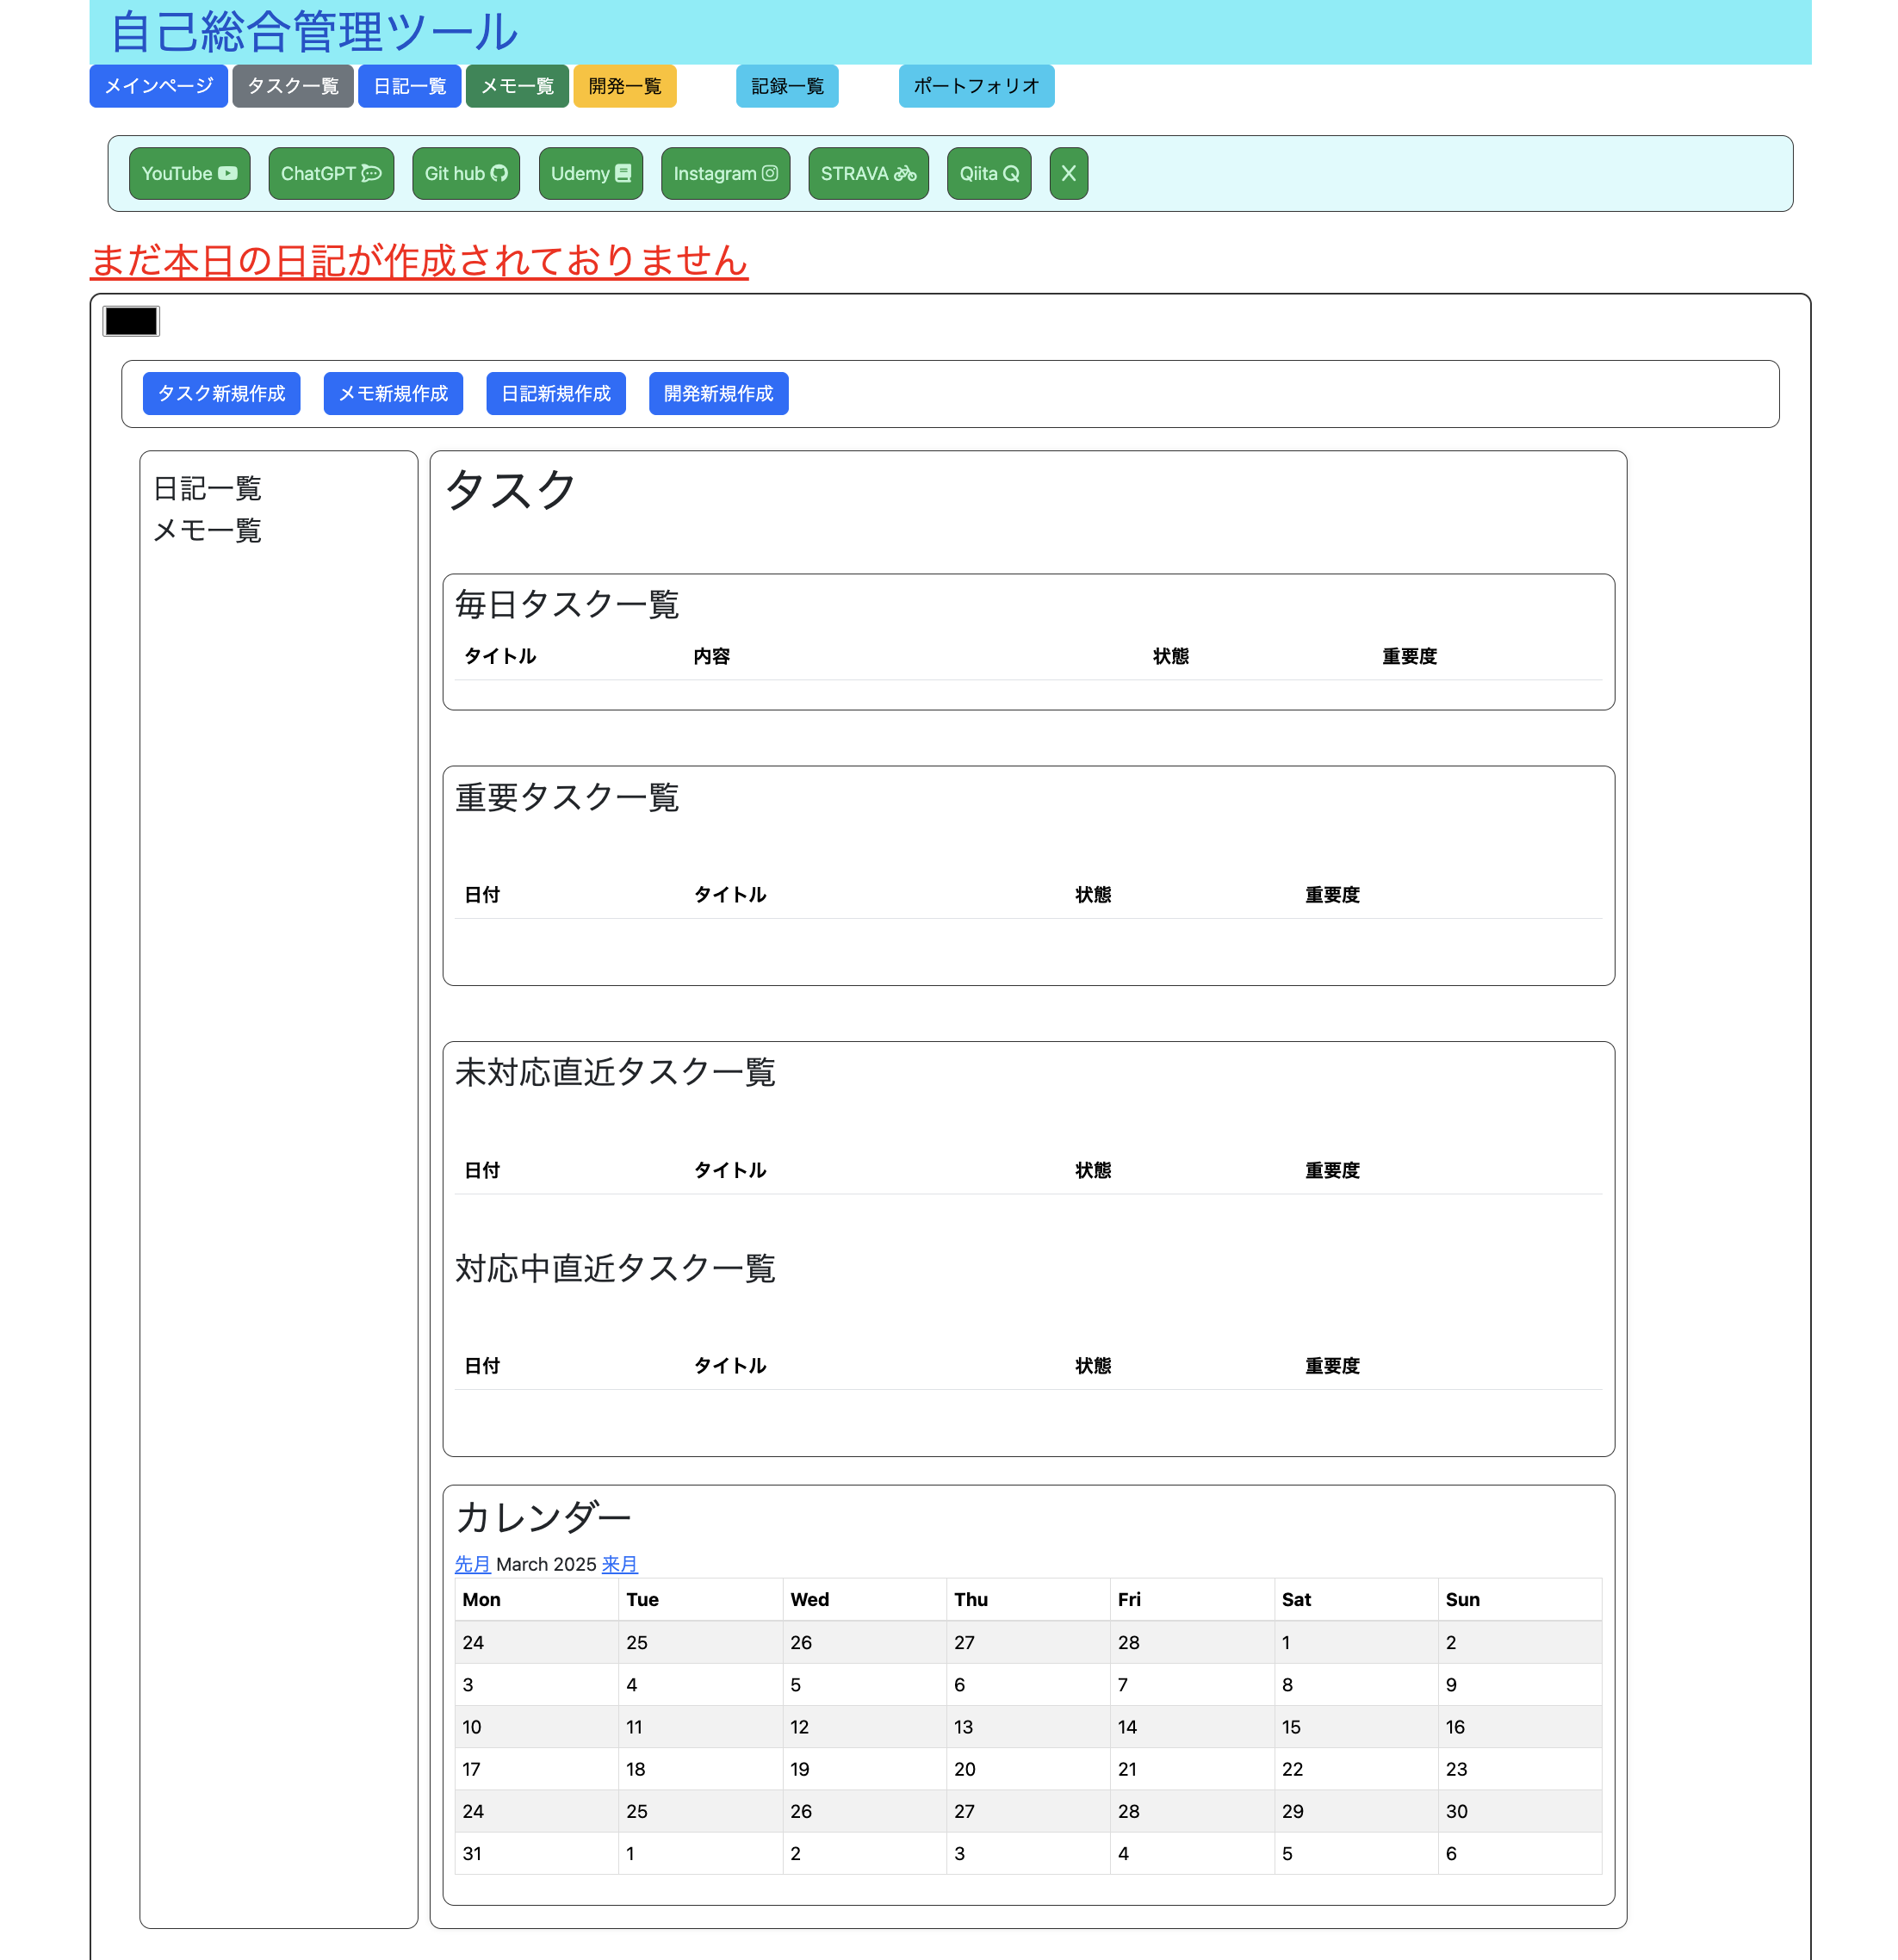 自己総合管理ツール
メインページ タスク一覧 日記一覧 メモ一覧 開発一覧 記録一覧 ポートフォリオ
YouTube ChatGPT Git hub Udemy Instagram STRAVA Qiita X
まだ本日の日記が作成されておりません
タスク新規作成 メモ新規作成 日記新規作成 開発新規作成
日記一覧
メモ一覧
タスク
毎日タスク一覧
タイトル 内容 状態 重要度
重要タスク一覧
日付 タイトル 状態 重要度
未対応直近タスク一覧
日付 タイトル 状態 重要度
対応中直近タスク一覧
日付 タイトル 状態 重要度
カレンダー
先月 March 2025 来月
Mon Tue Wed Thu Fri Sat Sun
24 25 26 27 28 1 2
3 4 5 6 7 8 9
10 11 12 13 14 15 16
17 18 19 20 21 22 23
24 25 26 27 28 29 30
31 1 2 3 4 5 6